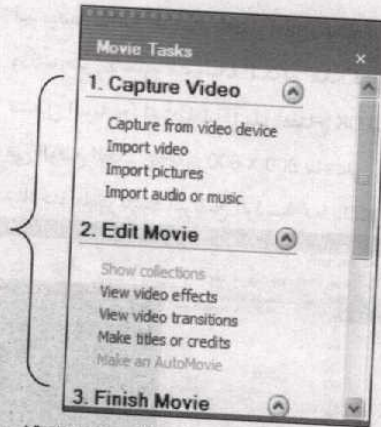 Movie Tasks
1. Capture Video
Capture from video device
Import video
Import pictures
Import audio or music
2. Edit Movie
Show collections
View video effects
View video transitions
Make titles or credits
Make an AutoMovie
3. Finish Movie